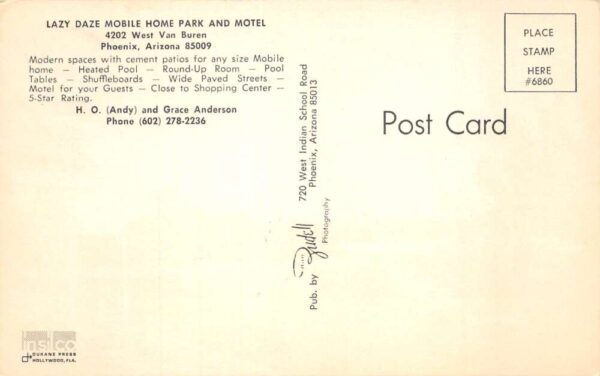 LAZY DAZE MOBILE HOME PARK AND MOTEL
4202 West Van Buren
Phoenix, Arizona 85009
Modern spaces with cement patios for any size Mobile
home — Heated Pool — Round-Up Room — Pool
Tables — Shuffleboards — Wide Paved Streets —
Motel for your Guests — Close to Shopping Center —
5-Star Rating.
H. O. (Andy) and Grace Anderson
Phone (602) 278-2236
PLACE
STAMP
HERE
#6860
Post Card
720 West Indian School Road
Phoenix, Arizona 85013
Pub. by
Photography
insilco
DUKANE PRESS
HOLLYWOOD, FLA.